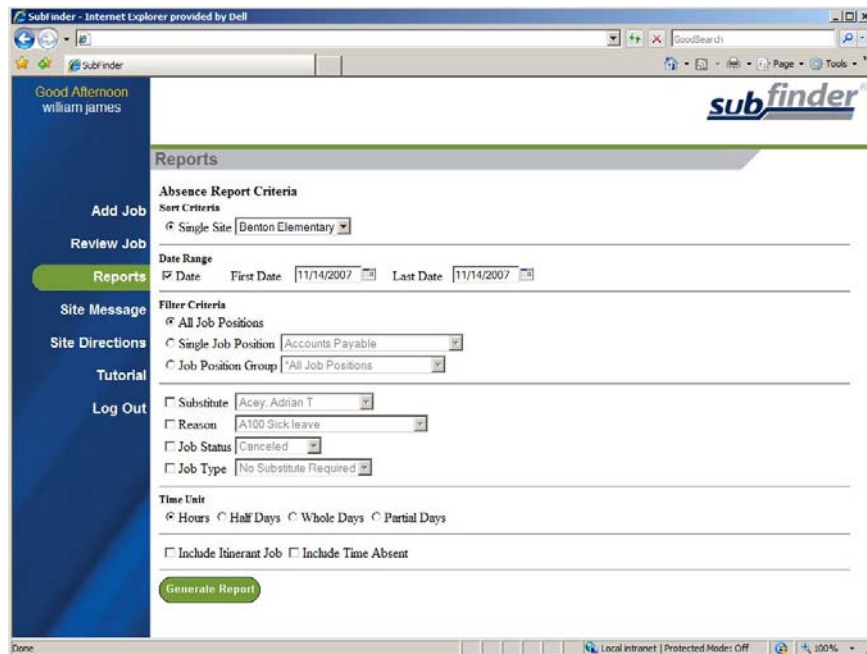 SubFinder - Internet Explorer provided by Dell
GoodSearch
SubFinder
Page Tools
Good Afternoon
william james
subfinder®
Reports
Absence Report Criteria
Sort Criteria
Single Site Benton Elementary
Date Range
Date First Date 11/14/2007 Last Date 11/14/2007
Filter Criteria
All Job Positions
Single Job Position Accounts Payable
Job Position Group *All Job Positions
Substitute Acey, Adrian T
Reason A100 Sick leave
Job Status Canceled
Job Type No Substitute Required
Time Unit
Hours Half Days Whole Days Partial Days
Include Itinerant Job Include Time Absent
Generate Report
Add Job
Review Job
Reports
Site Message
Site Directions
Tutorial
Log Out
Done
Local intranet | Protected Mode: Off 100%